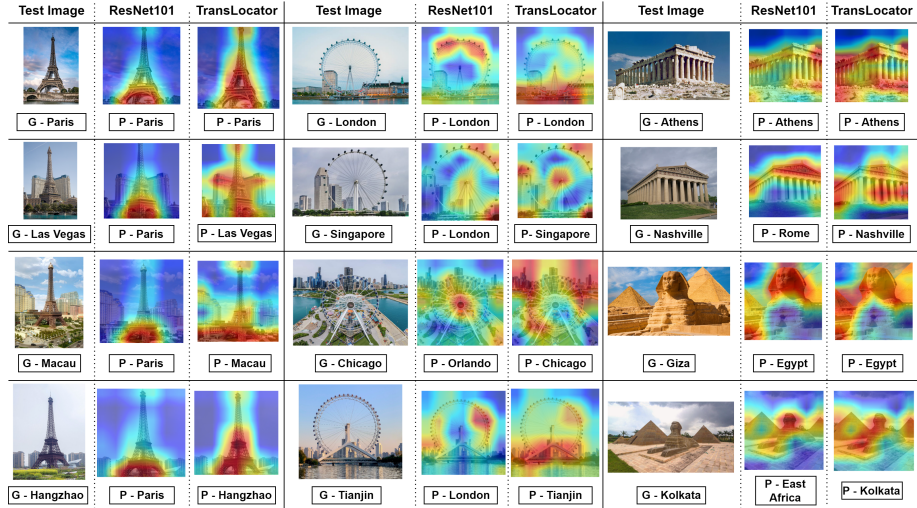 Test Image ResNet101 TransLocator Test Image ResNet101 TransLocator Test Image ResNet101 TransLocator
G - Paris P - Paris P - Paris G - London P - London P - London G - Athens P - Athens P - Athens
G - Las Vegas P - Paris P - Las Vegas G - Singapore P - London P- Singapore G - Nashville P - Rome P - Nashville
G - Macau P - Paris P - Macau G - Chicago P - Orlando P - Chicago G - Giza P - Egypt P - Egypt
G - Hangzhao P - Paris P - Hangzhao G - Tianjin P - London P - Tianjin G - Kolkata P - East
Africa P - Kolkata